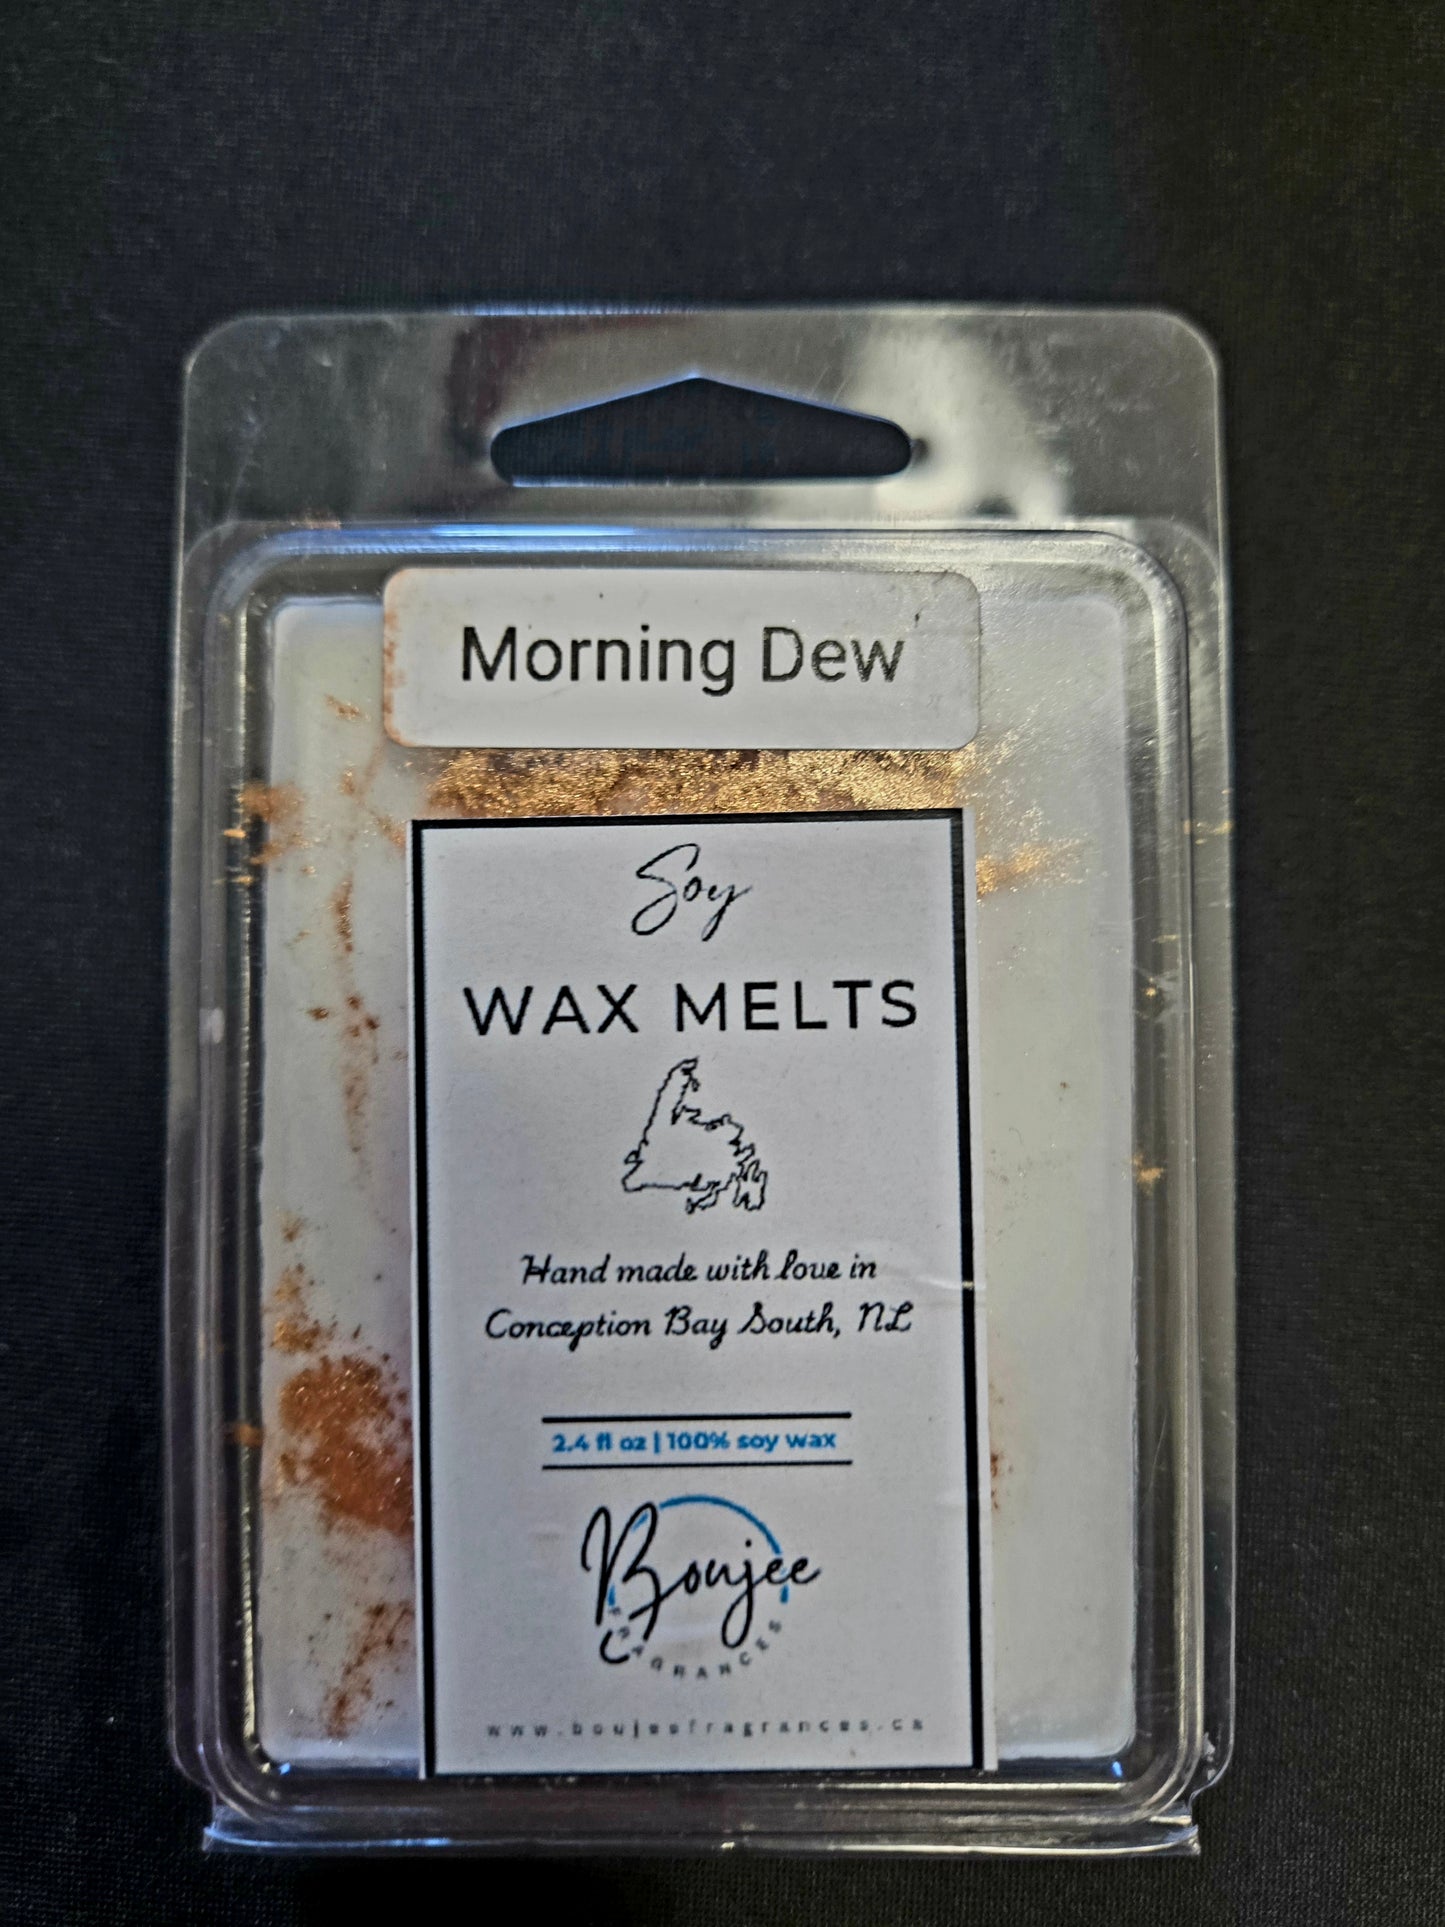 Morning Dew
Soy
WAX MELTS
Hand made with love in
Conception Bay South, NL
2.4 fl oz | 100% soy wax
Boujee
FRAGRANCES
www.boujeefragrances.ca